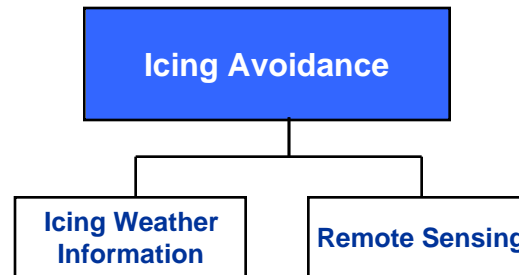 Icing Avoidance
Icing Weather
Information
Remote Sensing